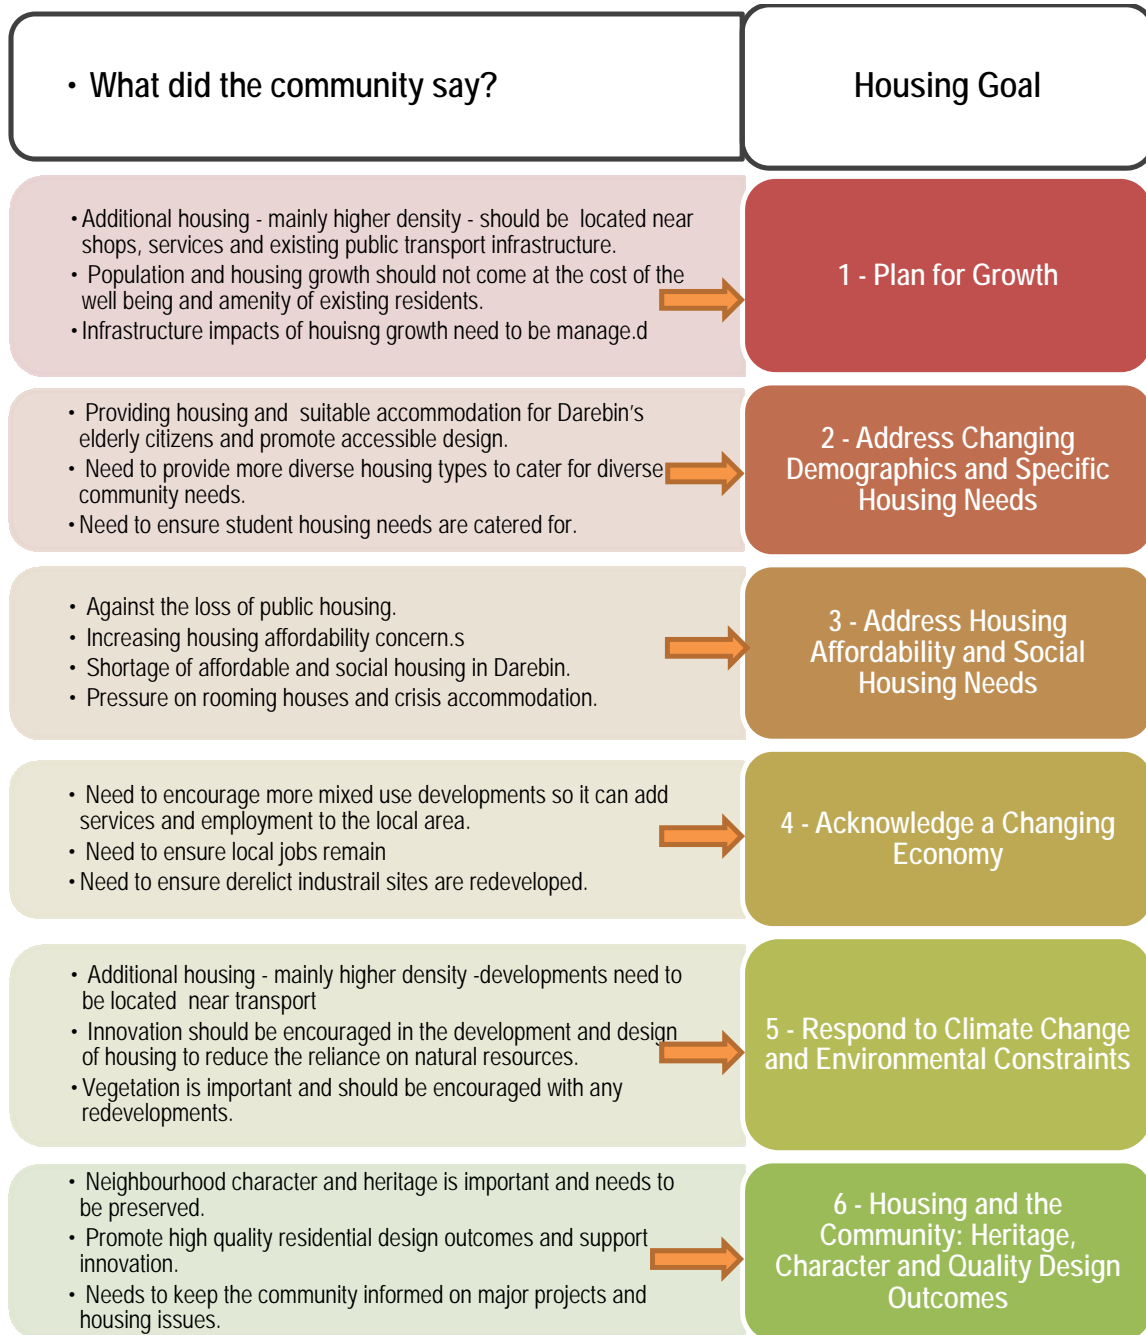 • What did the community say?
Housing Goal
• Additional housing - mainly higher density - should be located near
shops, services and existing public transport infrastructure.
• Population and housing growth should not come at the cost of the
well being and amenity of existing residents.
• Infrastructure impacts of houisng growth need to be manage.d
1 - Plan for Growth
• Providing housing and suitable accommodation for Darebin's
elderly citizens and promote accessible design.
• Need to provide more diverse housing types to cater for diverse
community needs.
• Need to ensure student housing needs are catered for.
2 - Address Changing
Demographics and Specific
Housing Needs
• Against the loss of public housing.
• Increasing housing affordability concern.s
• Shortage of affordable and social housing in Darebin.
• Pressure on rooming houses and crisis accommodation.
3 - Address Housing
Affordability and Social
Housing Needs
• Need to encourage more mixed use developments so it can add
services and employment to the local area.
• Need to ensure local jobs remain
• Need to ensure derelict industrail sites are redeveloped.
4 - Acknowledge a Changing
Economy
• Additional housing - mainly higher density -developments need to
be located near transport
• Innovation should be encouraged in the development and design
of housing to reduce the reliance on natural resources.
• Vegetation is important and should be encouraged with any
redevelopments.
5 - Respond to Climate Change
and Environmental Constraints
• Neighbourhood character and heritage is important and needs to
be preserved.
• Promote high quality residential design outcomes and support
innovation.
• Needs to keep the community informed on major projects and
housing issues.
6 - Housing and the
Community: Heritage,
Character and Quality Design
Outcomes